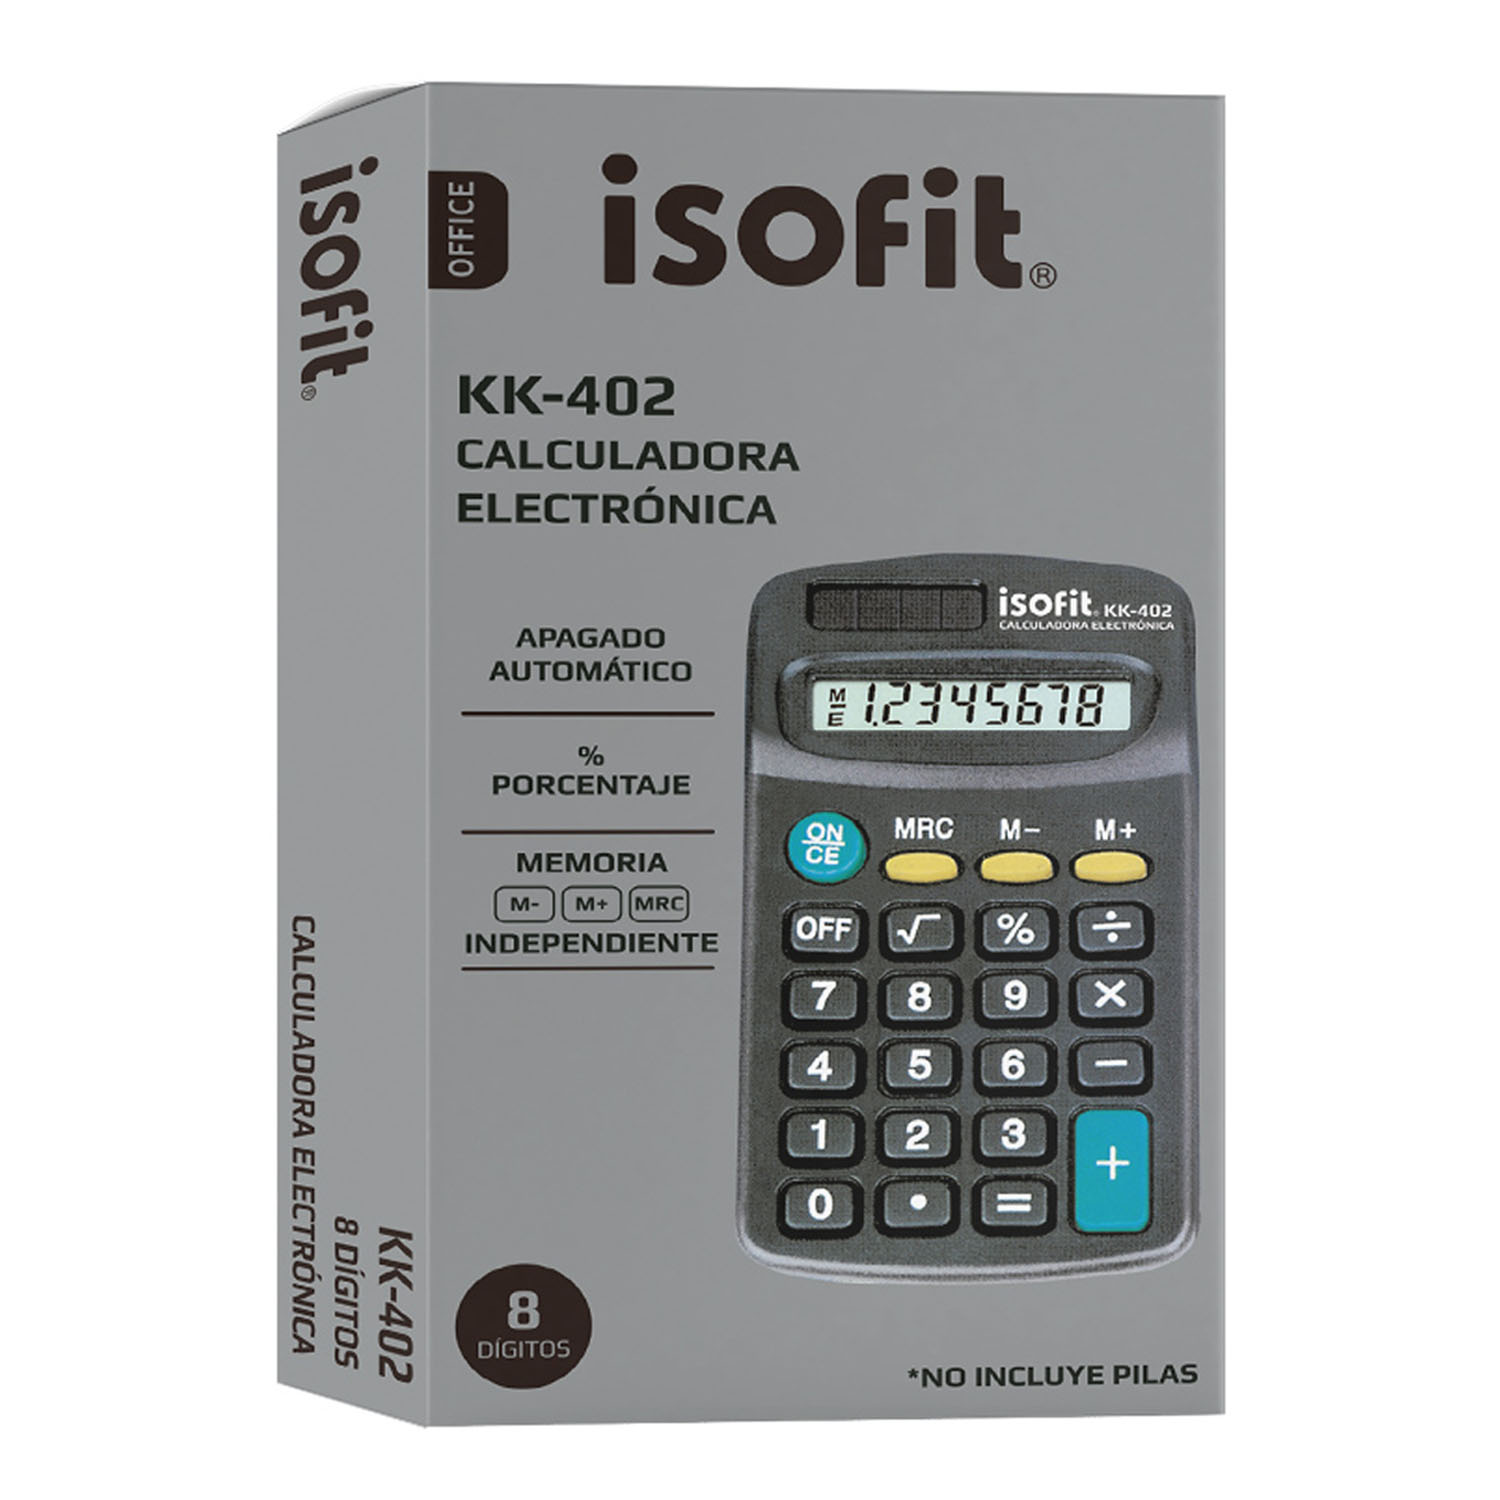 isofit®
CALCULADORA ELECTRÓNICA
8 DÍGITOS
KK-402
OFFICE
isofit®
KK-402
CALCULADORA
ELECTRÓNICA
APAGADO
AUTOMÁTICO
%
PORCENTAJE
MEMORIA
M- M+ MRC
INDEPENDIENTE
8
DÍGITOS
isofit® KK-402
CALCULADORA ELECTRÓNICA
M
- 1.2345678
E
ON
CE
MRC M− M+
OFF √ % ÷
7 8 9 ×
4 5 6 −
1 2 3 +
0 • =
*NO INCLUYE PILAS